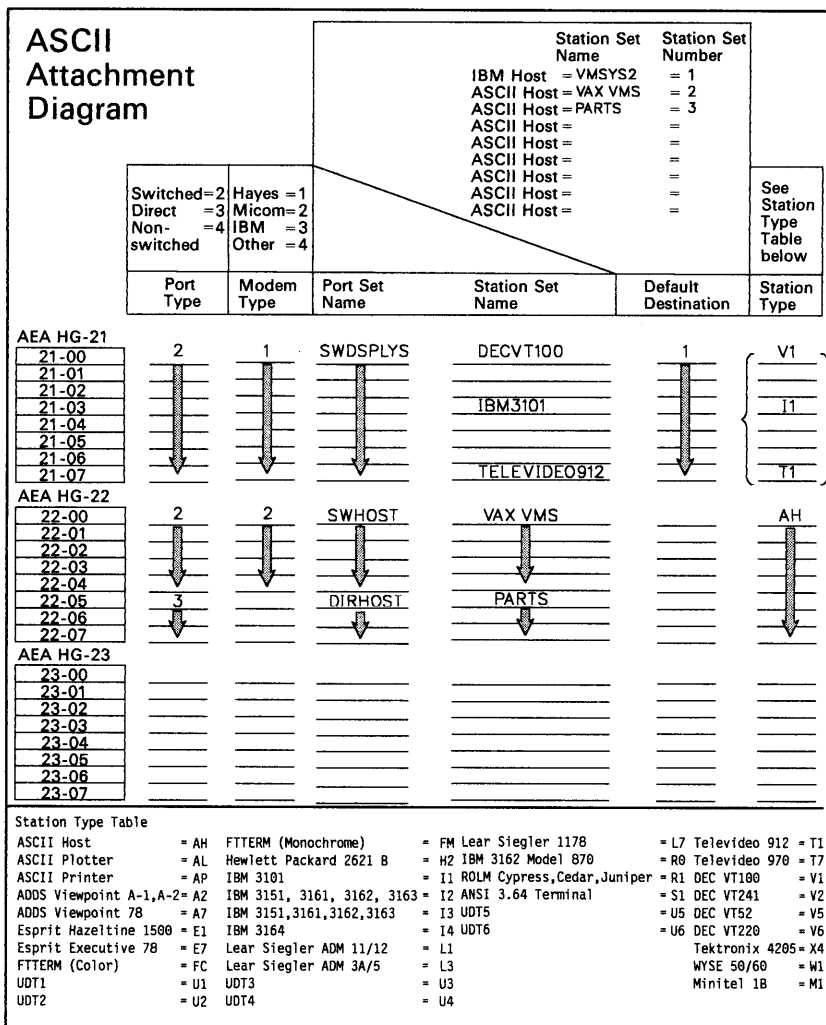 ASCII
Attachment
Diagram
Station Set Name Station Set Number
IBM Host = VMSYS2 = 1
ASCII Host = VAX VMS = 2
ASCII Host = PARTS = 3
ASCII Host = =
ASCII Host = =
ASCII Host = =
ASCII Host = =
ASCII Host = =
ASCII Host = =
Switched=2
Direct =3
Non- =4
switched
Hayes =1
Micom=2
IBM =3
Other =4
See
Station
Type
Table
below
Port Type Modem Type Port Set Name Station Set Name Default Destination Station Type
AEA HG-21
21-00 2 1 SWDSPLYS DECVT100 1 V1
21-01
21-02
21-03 IBM3101 I1
21-04
21-05
21-06
21-07 TELEVIDEO912 T1
AEA HG-22
22-00 2 2 SWHOST VAX VMS AH
22-01
22-02
22-03
22-04
22-05 3 DIRHOST PARTS
22-06
22-07
AEA HG-23
23-00
23-01
23-02
23-03
23-04
23-05
23-06
23-07
Station Type Table
ASCII Host = AH FTTERM (Monochrome) = FM Lear Siegler 1178 = L7 Televideo 912 = T1
ASCII Plotter = AL Hewlett Packard 2621 B = H2 IBM 3162 Model 870 = R0 Televideo 970 = T7
ASCII Printer = AP IBM 3101 = I1 ROLM Cypress,Cedar,Juniper = R1 DEC VT100 = V1
ADDS Viewpoint A-1,A-2= A2 IBM 3151, 3161, 3162, 3163 = I2 ANSI 3.64 Terminal = S1 DEC VT241 = V2
ADDS Viewpoint 78 = A7 IBM 3151,3161,3162,3163 = I3 UDT5 = U5 DEC VT52 = V5
Esprit Hazeltine 1500 = E1 IBM 3164 = I4 UDT6 = U6 DEC VT220 = V6
Esprit Executive 78 = E7 Lear Siegler ADM 11/12 = L1 Tektronix 4205 = X4
FTTERM (Color) = FC Lear Siegler ADM 3A/5 = L3 WYSE 50/60 = W1
UDT1 = U1 UDT3 = U3 Minitel 1B = M1
UDT2 = U2 UDT4 = U4